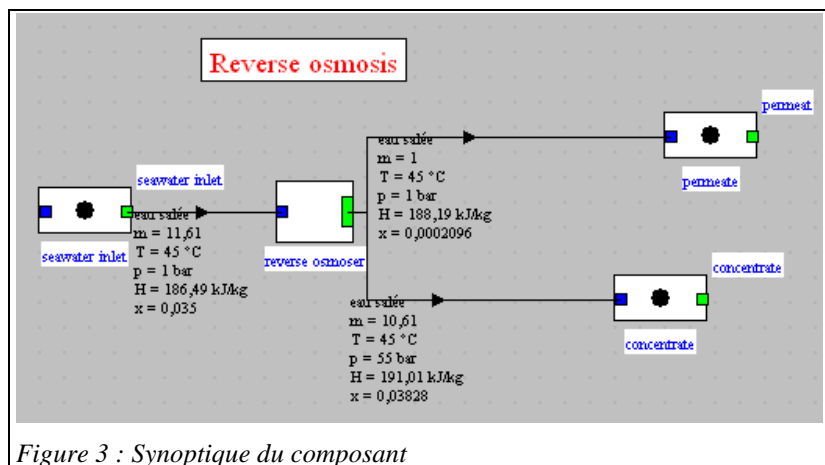 Reverse osmosis
permeat
permeate
eau salée
m = 1
T = 45 °C
p = 1 bar
H = 188,19 kJ/kg
x = 0,0002096
seawater inlet
seawater inlet
eau salée
m = 11,61
T = 45 °C
p = 1 bar
H = 186,49 kJ/kg
x = 0,035
reverse osmoser
concentrate
concentrate
eau salée
m = 10,61
T = 45 °C
p = 55 bar
H = 191,01 kJ/kg
x = 0,03828
Figure 3 : Synoptique du composant